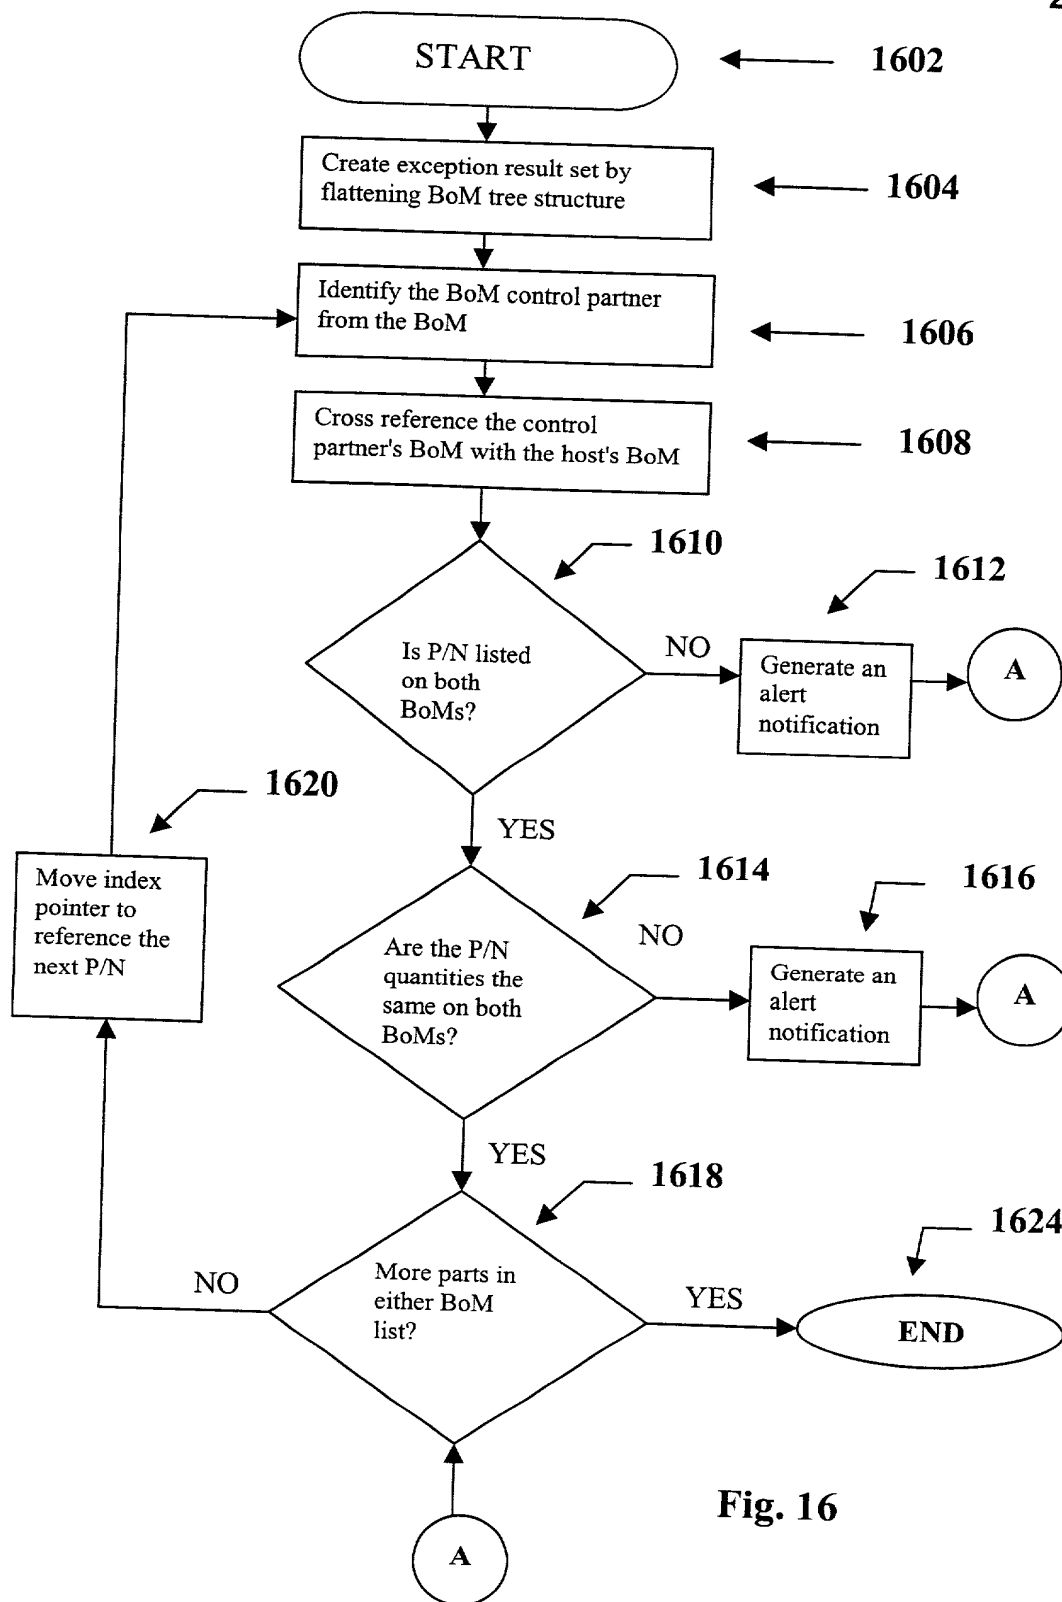 2
START
1602
Create exception result set by
flattening BoM tree structure
1604
Identify the BoM control partner
from the BoM
1606
Cross reference the control
partner's BoM with the host's BoM
1608
1610
Is P/N listed
on both
BoMs?
NO
1612
Generate an
alert
notification
A
YES
1620
Move index
pointer to
reference the
next P/N
1614
Are the P/N
quantities the
same on both
BoMs?
NO
1616
Generate an
alert
notification
A
YES
1618
More parts in
either BoM
list?
NO
YES
1624
END
A
Fig. 16